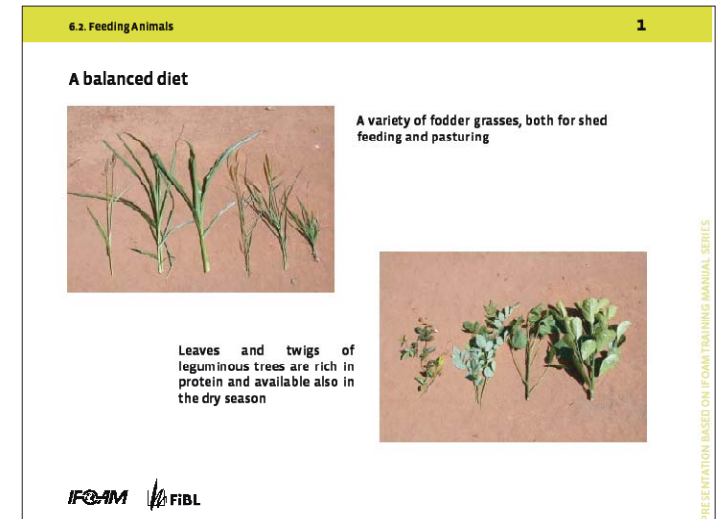 6.2. Feeding Animals
1
A balanced diet
A variety of fodder grasses, both for shed
feeding and pasturing
Leaves and twigs of
leguminous trees are rich in
protein and available also in
the dry season
IFOAM FiBL
PRESENTATION BASED ON IFOAM TRAINING MANUAL SERIES